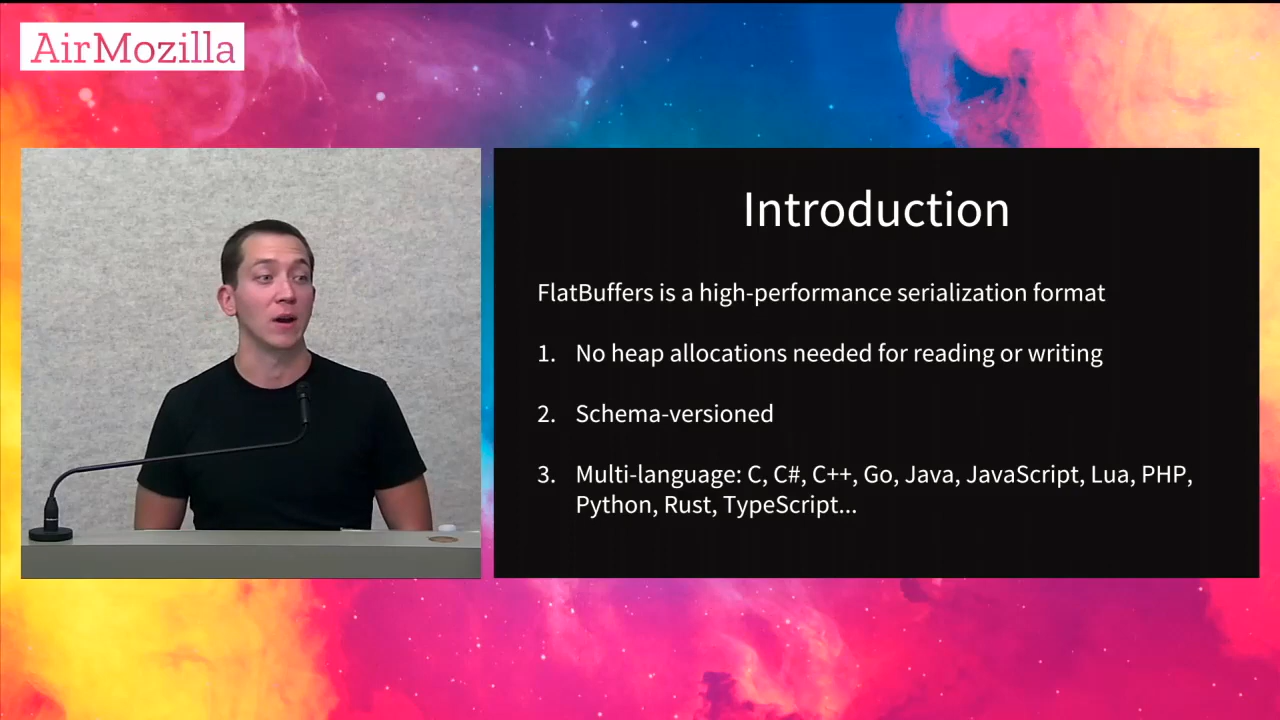 AirMozilla
Introduction
FlatBuffers is a high-performance serialization format
1. No heap allocations needed for reading or writing
2. Schema-versioned
3. Multi-language: C, C#, C++, Go, Java, JavaScript, Lua, PHP,
Python, Rust, TypeScript...